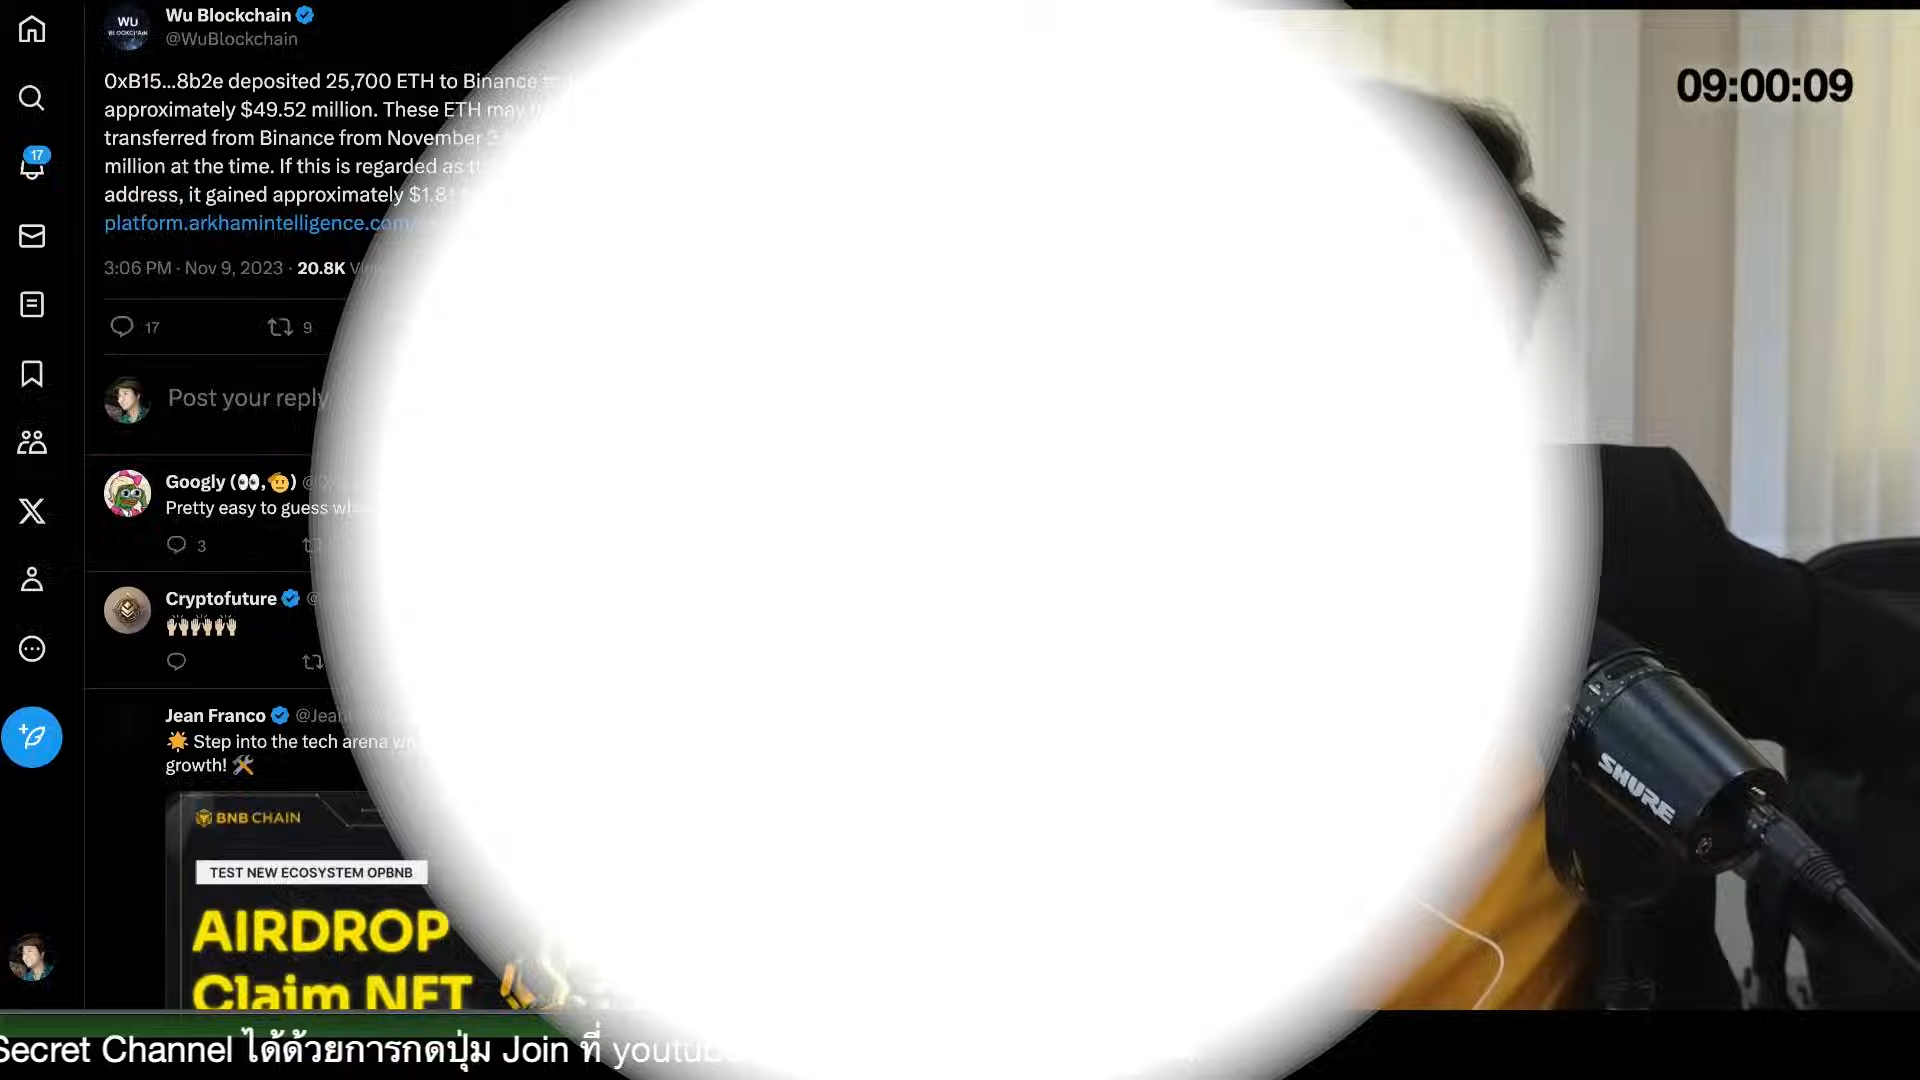 Wu Blockchain
@WuBlockchain
WU
BLOCKCHAIN
0xB15...8b2e deposited 25,700 ETH to Binance
approximately $49.52 million. These ETH may
transferred from Binance from November
million at the time. If this is regarded as
address, it gained approximately $1.8
platform.arkhamintelligence.com/
3:06 PM · Nov 9, 2023 · 20.8K
17
17
9
Post your reply
Googly (👀,🫡)
Pretty easy to guess
3
Cryptofuture
🙌🏻🙌🏻🙌🏻
Jean Franco
🌟 Step into the tech arena
growth! 🛠️
BNB CHAIN
TEST NEW ECOSYSTEM OPBNB
AIRDROP
Claim NFT
09:00:09
SHURE
Secret Channel ได้ด้วยการกดปุ่ม Join ที่ youtube